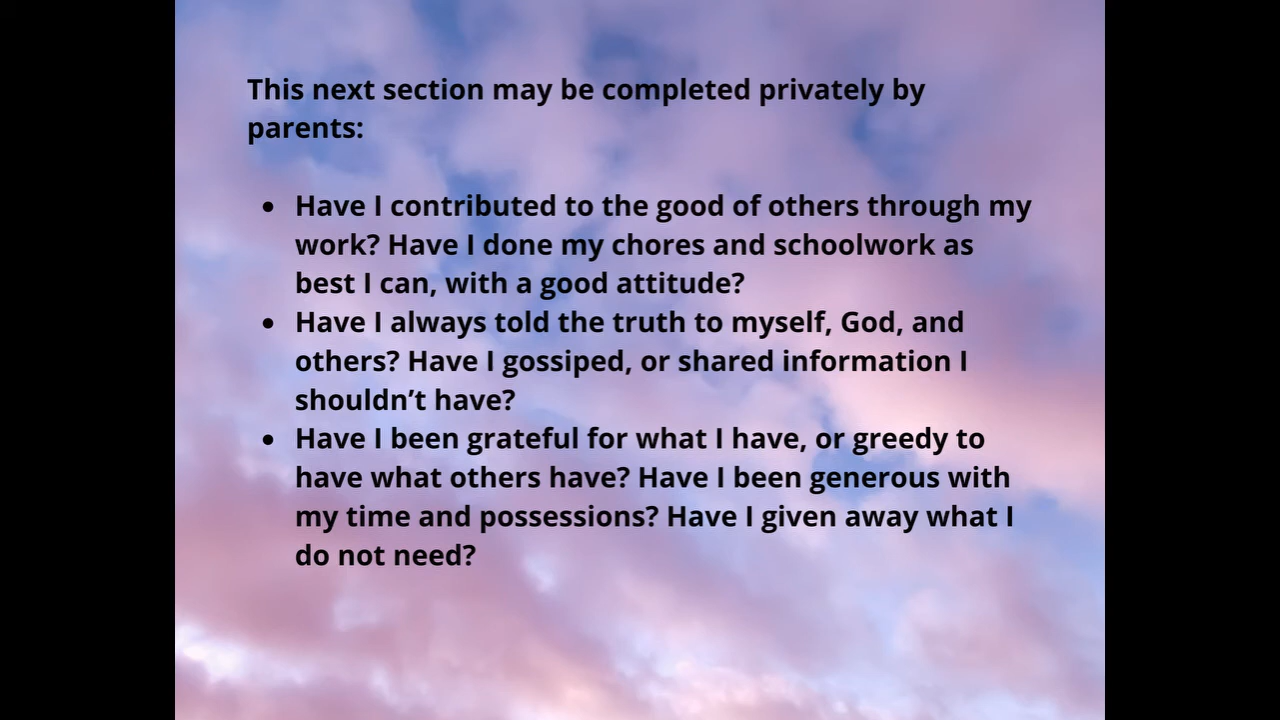 This next section may be completed privately by
parents:
• Have I contributed to the good of others through my
work? Have I done my chores and schoolwork as
best I can, with a good attitude?
• Have I always told the truth to myself, God, and
others? Have I gossiped, or shared information I
shouldn’t have?
• Have I been grateful for what I have, or greedy to
have what others have? Have I been generous with
my time and possessions? Have I given away what I
do not need?